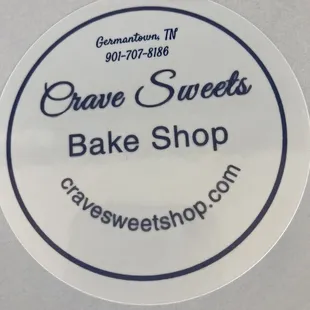 Germantown, TN
901-707-8186
Crave Sweets
Bake Shop
cravesweetshop.com